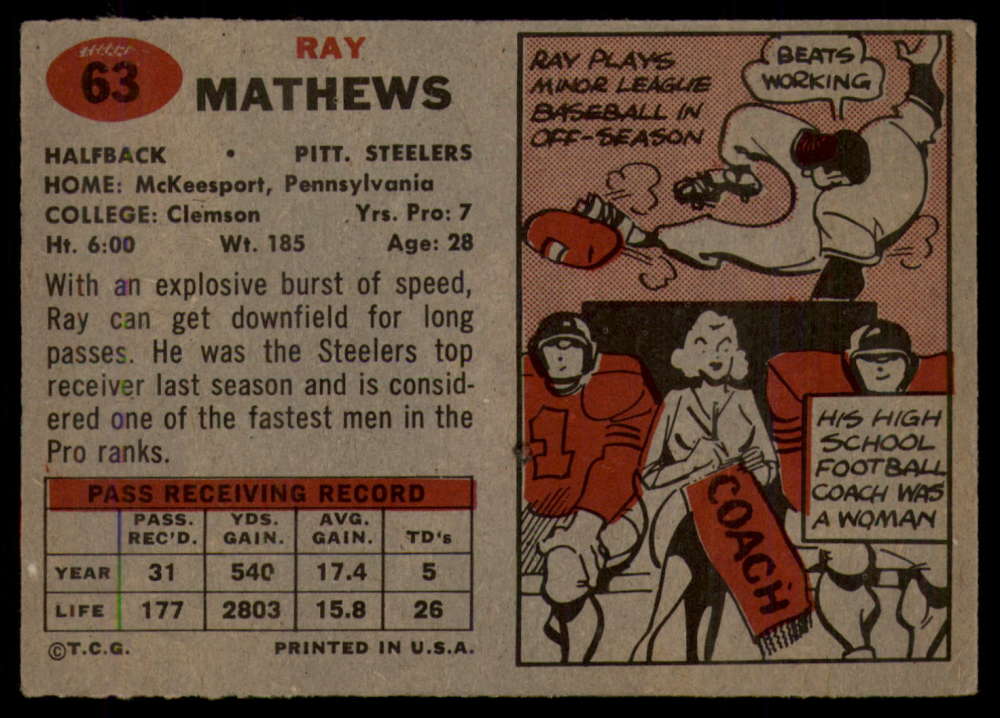 63
RAY
MATHEWS
HALFBACK • PITT. STEELERS
HOME: McKeesport, Pennsylvania
COLLEGE: Clemson Yrs. Pro: 7
Ht. 6:00 Wt. 185 Age: 28
With an explosive burst of speed,
Ray can get downfield for long
passes. He was the Steelers top
receiver last season and is consid-
ered one of the fastest men in the
Pro ranks.
PASS RECEIVING RECORD
PASS. YDS. AVG.
REC'D. GAIN. GAIN. TD's
YEAR 31 540 17.4 5
LIFE 177 2803 15.8 26
©T.C.G. PRINTED IN U.S.A.
RAY PLAYS
MINOR LEAGUE
BASEBALL IN
OFF-SEASON
BEATS
WORKING
1
COACH
HIS HIGH
SCHOOL
FOOTBALL
COACH WAS
A WOMAN